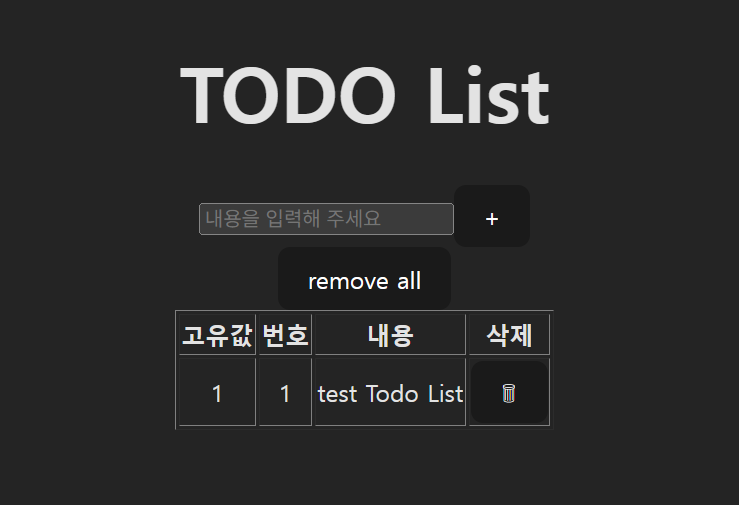 TODO List
내용을 입력해 주세요 +
remove all
고유값 번호 내용 삭제
1 1 test Todo List